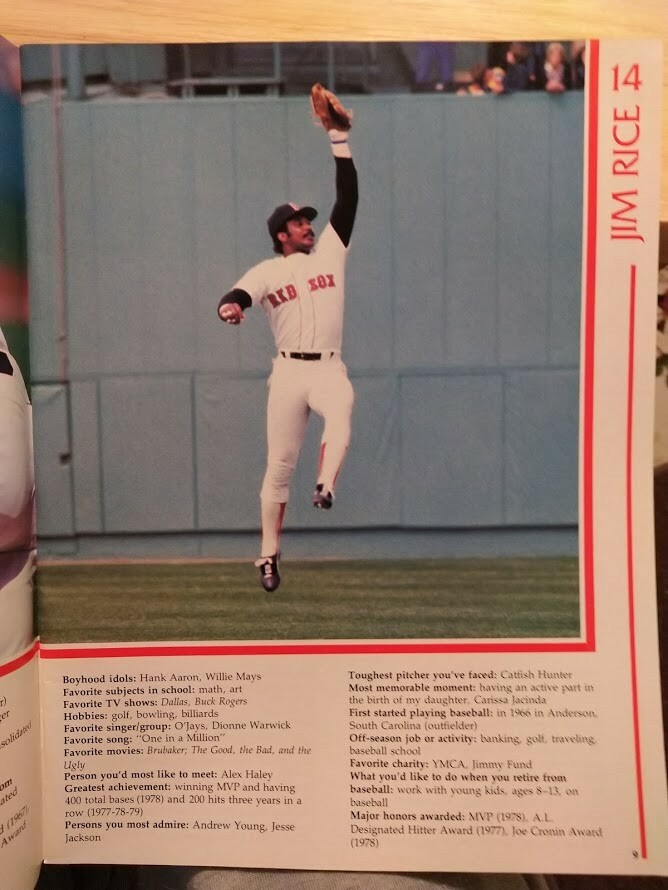 JIM RICE 14
RED SOX
Boyhood idols: Hank Aaron, Willie Mays
Favorite subjects in school: math, art
Favorite TV shows: Dallas, Buck Rogers
Hobbies: golf, bowling, billiards
Favorite singer/group: O'Jays, Dionne Warwick
Favorite song: "One in a Million"
Favorite movies: Brubaker; The Good, the Bad, and the
Ugly
Person you'd most like to meet: Alex Haley
Greatest achievement: winning MVP and having
400 total bases (1978) and 200 hits three years in a
row (1977-78-79)
Persons you most admire: Andrew Young, Jesse
Jackson
Toughest pitcher you've faced: Catfish Hunter
Most memorable moment: having an active part in
the birth of my daughter, Carissa Jacinda
First started playing baseball: in 1966 in Anderson,
South Carolina (outfielder)
Off-season job or activity: banking, golf, traveling,
baseball school
Favorite charity: YMCA, Jimmy Fund
What you'd like to do when you retire from
baseball: work with young kids, ages 8–13, on
baseball
Major honors awarded: MVP (1978), A.L.
Designated Hitter Award (1977), Joe Cronin Award
(1978)
9